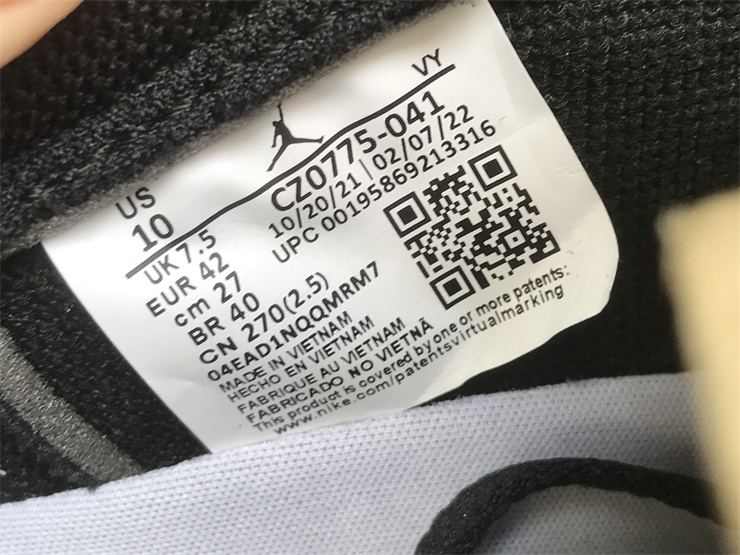 VY
US
10
CZ0775-041
10/20/21 | 02/07/22
UPC 00195869213316
UK 7.5
EUR 42
cm 27
BR 40
CN 270(2.5)
04EAD1NQQMRM7
MADE IN VIETNAM
HECHO EN VIETNAM
FABRIQUE AU VIETNAM
FABRICADO NO VIETNÃ
This product is covered by one or more patents:
www.nike.com/patentsvirtualmarking